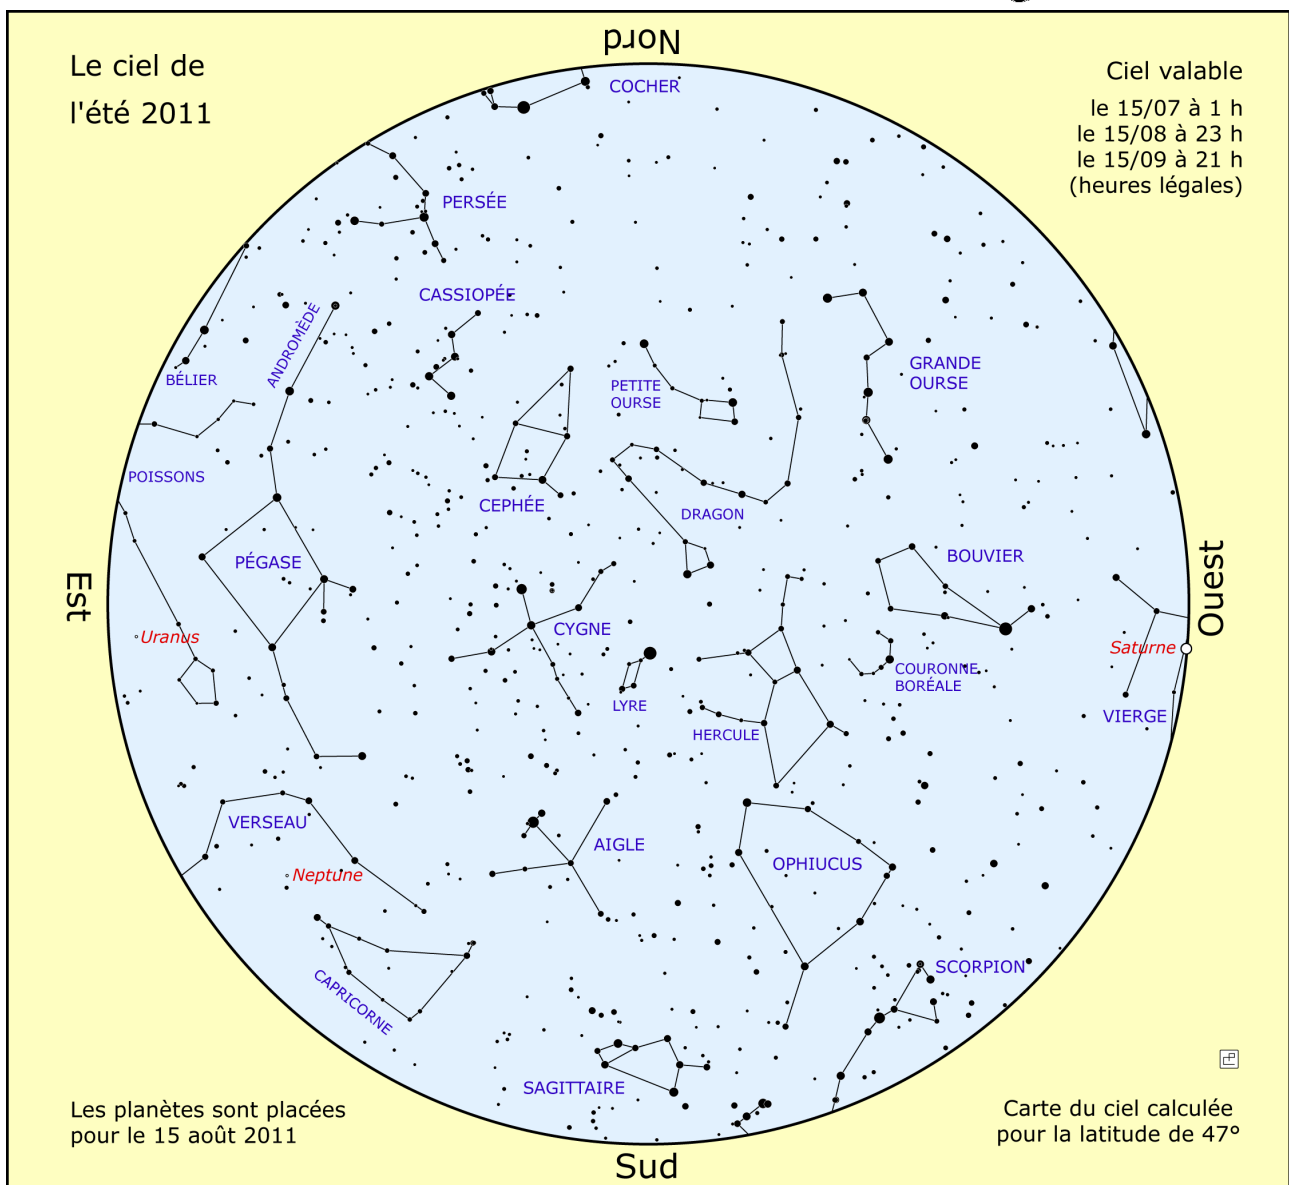 Nord
Le ciel de
l'été 2011
Ciel valable
le 15/07 à 1 h
le 15/08 à 23 h
le 15/09 à 21 h
(heures légales)
COCHER
PERSÉE
CASSIOPÉE
ANDROMÈDE
BÉLIER
PETITE
OURSE
GRANDE
OURSE
POISSONS
CEPHÉE
DRAGON
PÉGASE
BOUVIER
Est
Ouest
Uranus
CYGNE
Saturne
COURONNE
BORÉALE
LYRE
HERCULE
VIERGE
VERSEAU
AIGLE
OPHIUCUS
Neptune
CAPRICORNE
SCORPION
SAGITTAIRE
Les planètes sont placées
pour le 15 août 2011
Carte du ciel calculée
pour la latitude de 47°
Sud